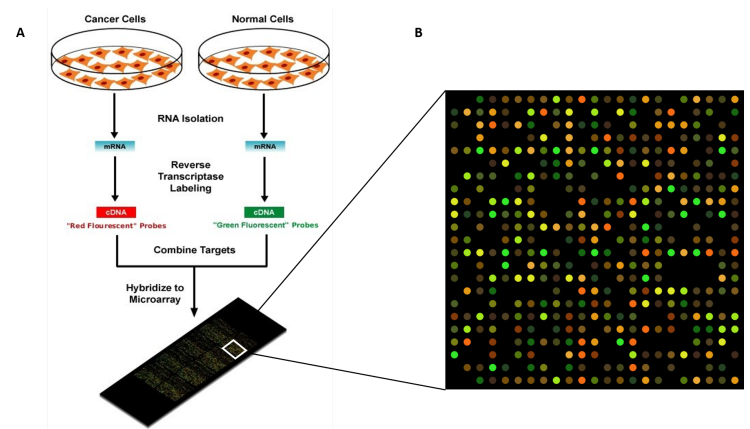 A
Cancer Cells
Normal Cells
B
RNA Isolation
mRNA
mRNA
Reverse
Transcriptase
Labeling
cDNA
cDNA
"Red Flourescent" Probes
"Green Fluorescent" Probes
Combine Targets
Hybridize to
Microarray